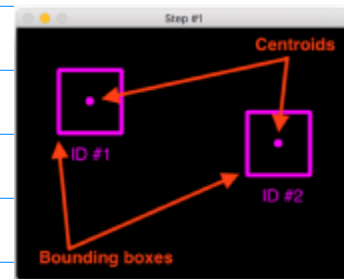 Step #1
Centroids
ID #1
ID #2
Bounding boxes